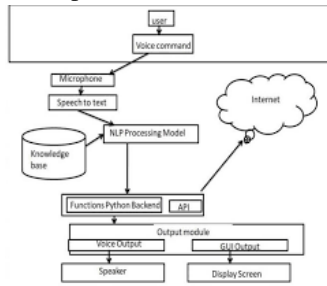 user
Voice command
Microphone
Speech to text
Internet
NLP Processing Model
Knowledge
base
Functions Python Backend
API
Output module
Voice Output
GUI Output
Speaker
Display Screen